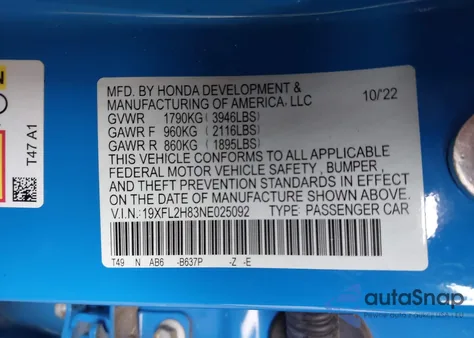 MFD. BY HONDA DEVELOPMENT &
MANUFACTURING OF AMERICA, LLC 10/'22
GVWR 1790KG (3946LBS)
GAWR F 960KG (2116LBS)
GAWR R 860KG (1895LBS)
THIS VEHICLE CONFORMS TO ALL APPLICABLE
FEDERAL MOTOR VEHICLE SAFETY , BUMPER ,
AND THEFT PREVENTION STANDARDS IN EFFECT
ON THE DATE OF MANUFACTURE SHOWN ABOVE.
V.I.N.: 19XFL2H83NE025092 TYPE: PASSENGER CAR
T49 N AB6 -B637P -Z -E
T47 A1
autoSnap